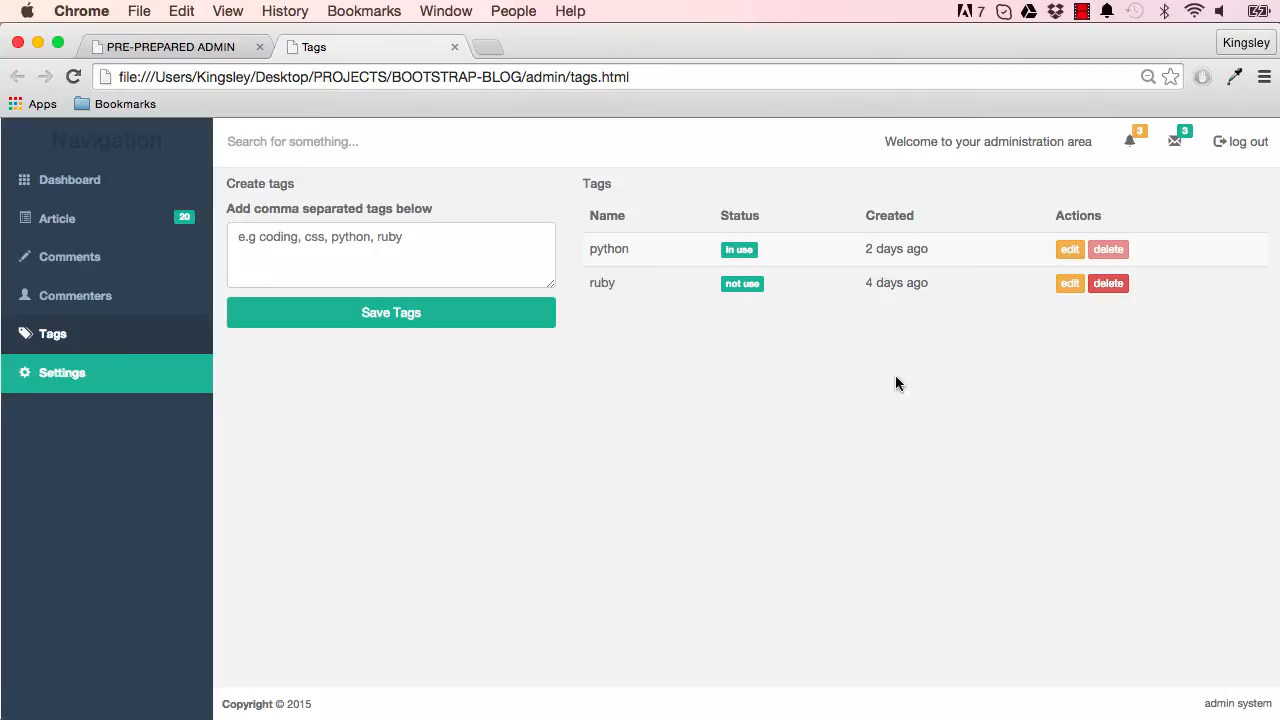 Chrome File Edit View History Bookmarks Window People Help 7
PRE-PREPARED ADMIN Tags Kingsley
file:///Users/Kingsley/Desktop/PROJECTS/BOOTSTRAP-BLOG/admin/tags.html
Apps Bookmarks
Navigation
Dashboard
Article 20
Comments
Commenters
Tags
Settings
Search for something... Welcome to your administration area 3 3 log out
Create tags
Add comma separated tags below
e.g coding, css, python, ruby
Save Tags
Tags
Name Status Created Actions
python in use 2 days ago edit delete
ruby not use 4 days ago edit delete
Copyright © 2015 admin system